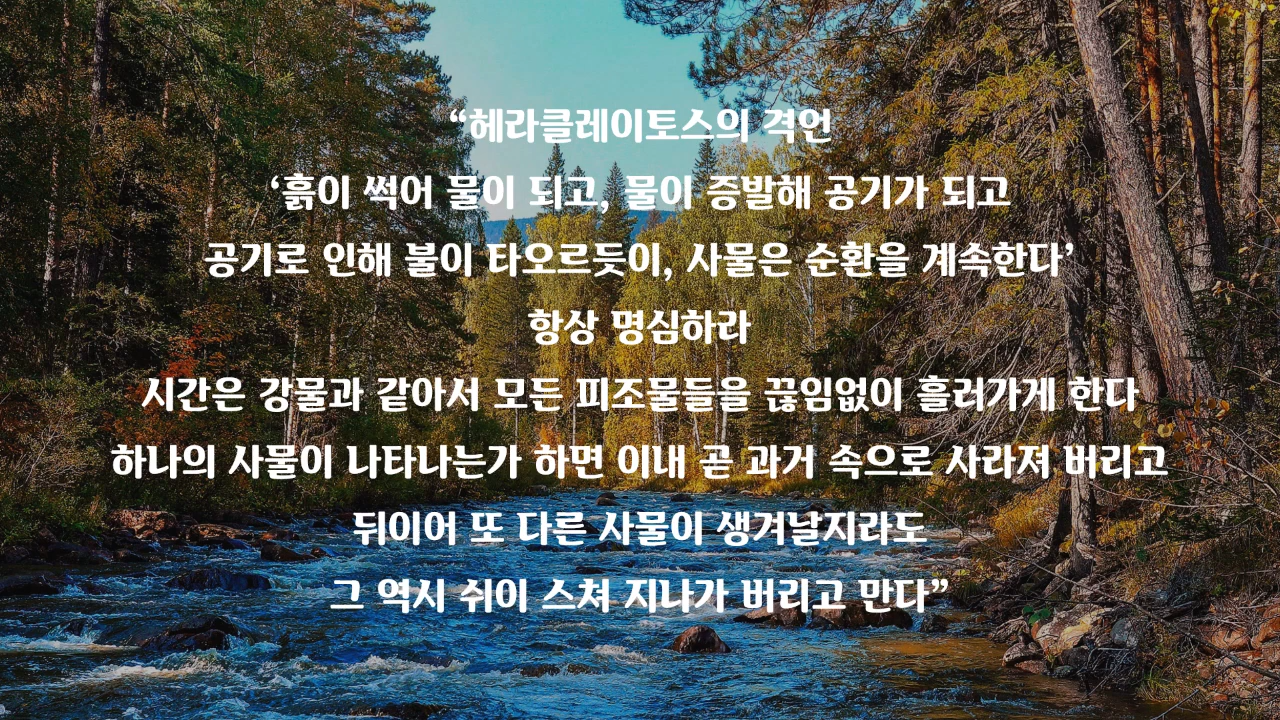 “헤라클레이토스의 격언
‘흙이 썩어 물이 되고, 물이 증발해 공기가 되고
공기로 인해 불이 타오르듯이, 사물은 순환을 계속한다’
항상 명심하라
시간은 강물과 같아서 모든 피조물들을 끊임없이 흘러가게 한다
하나의 사물이 나타나는가 하면 이내 곧 과거 속으로 사라져 버리고
뒤이어 또 다른 사물이 생겨날지라도
그 역시 쉬이 스쳐 지나가 버리고 만다”